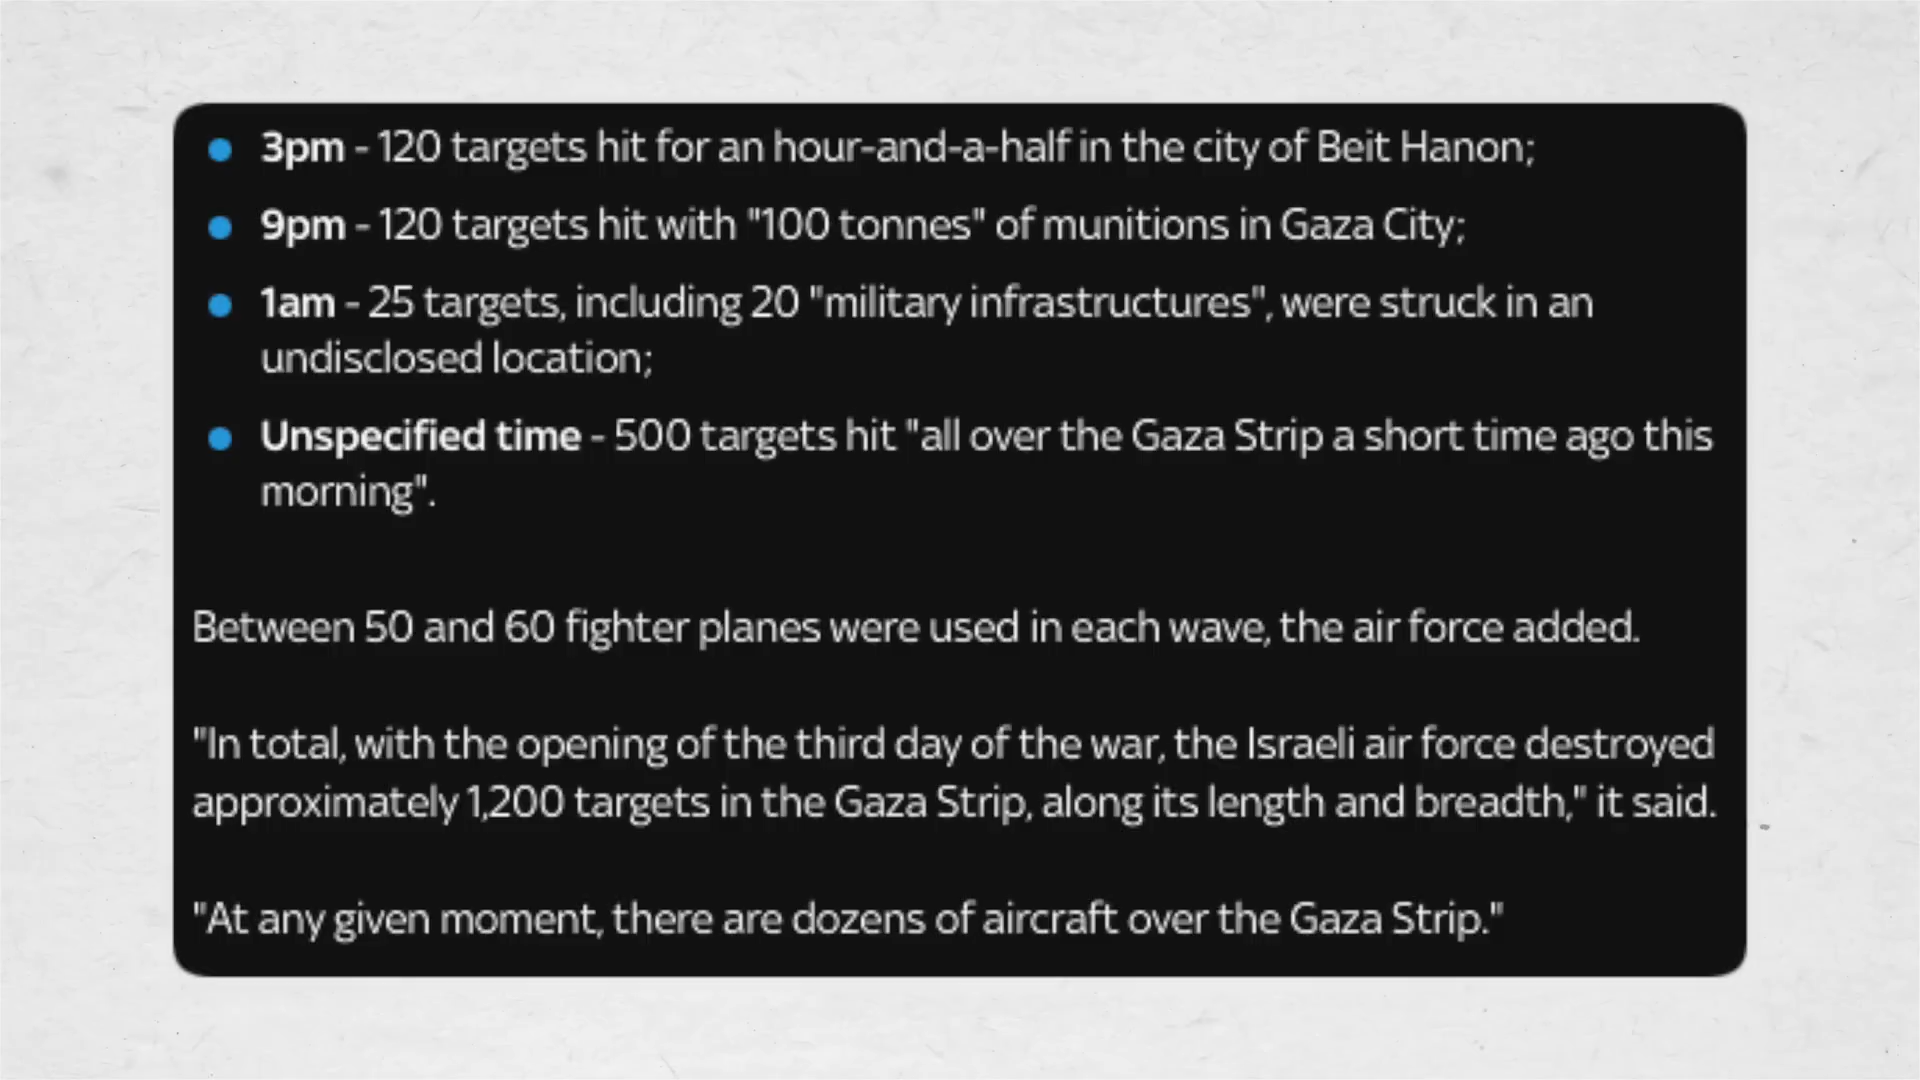 3pm - 120 targets hit for an hour-and-a-half in the city of Beit Hanon;
9pm - 120 targets hit with "100 tonnes" of munitions in Gaza City;
1am - 25 targets, including 20 "military infrastructures", were struck in an
undisclosed location;
Unspecified time - 500 targets hit "all over the Gaza Strip a short time ago this
morning".
Between 50 and 60 fighter planes were used in each wave, the air force added.
"In total, with the opening of the third day of the war, the Israeli air force destroyed
approximately 1,200 targets in the Gaza Strip, along its length and breadth," it said.
"At any given moment, there are dozens of aircraft over the Gaza Strip."